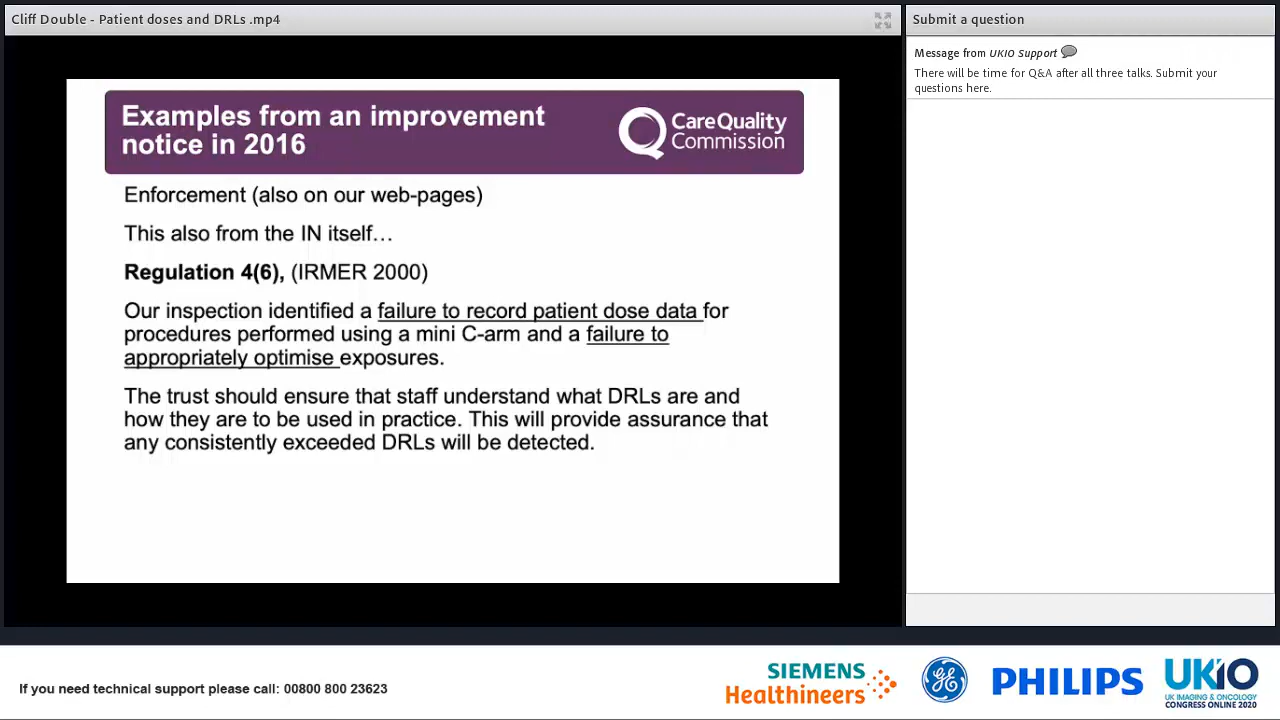 Cliff Double - Patient doses and DRLs .mp4
Examples from an improvement
notice in 2016
CareQuality
Commission
Enforcement (also on our web-pages)
This also from the IN itself…
Regulation 4(6), (IRMER 2000)
Our inspection identified a failure to record patient dose data for
procedures performed using a mini C-arm and a failure to
appropriately optimise exposures.
The trust should ensure that staff understand what DRLs are and
how they are to be used in practice. This will provide assurance that
any consistently exceeded DRLs will be detected.
Submit a question
Message from UKIO Support
There will be time for Q&A after all three talks. Submit your
questions here.
If you need technical support please call: 00800 800 23623
SIEMENS
Healthineers
GE
PHILIPS
UKIO
UK IMAGING & ONCOLOGY
CONGRESS ONLINE 2020